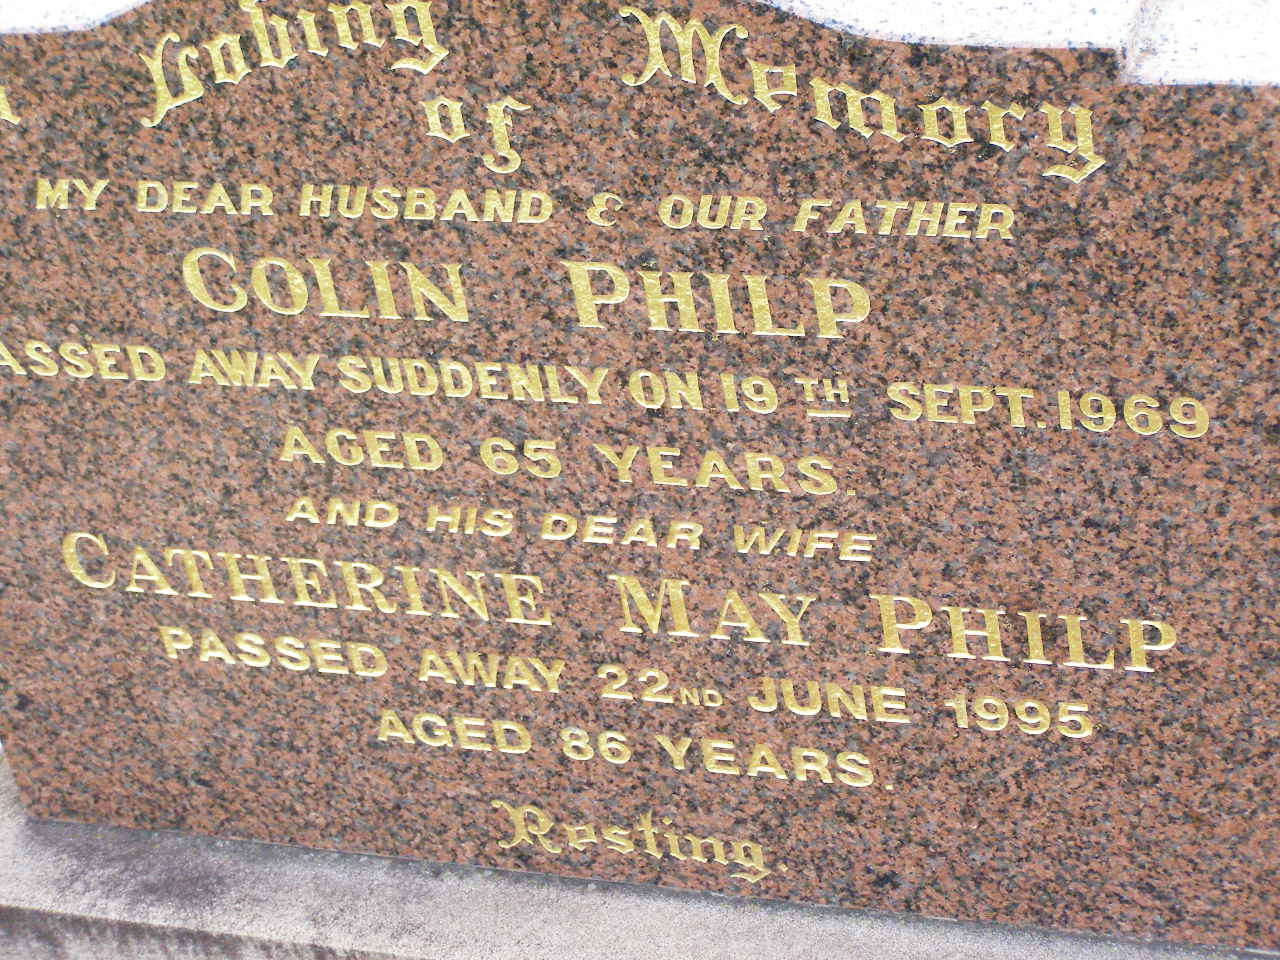 Loving Memory
of
MY DEAR HUSBAND & OUR FATHER
COLIN PHILP
ASSED AWAY SUDDENLY ON 19TH SEPT. 1969
AGED 65 YEARS.
AND HIS DEAR WIFE
CATHERINE MAY PHILP
PASSED AWAY 22ND JUNE 1995
AGED 86 YEARS.
Resting.